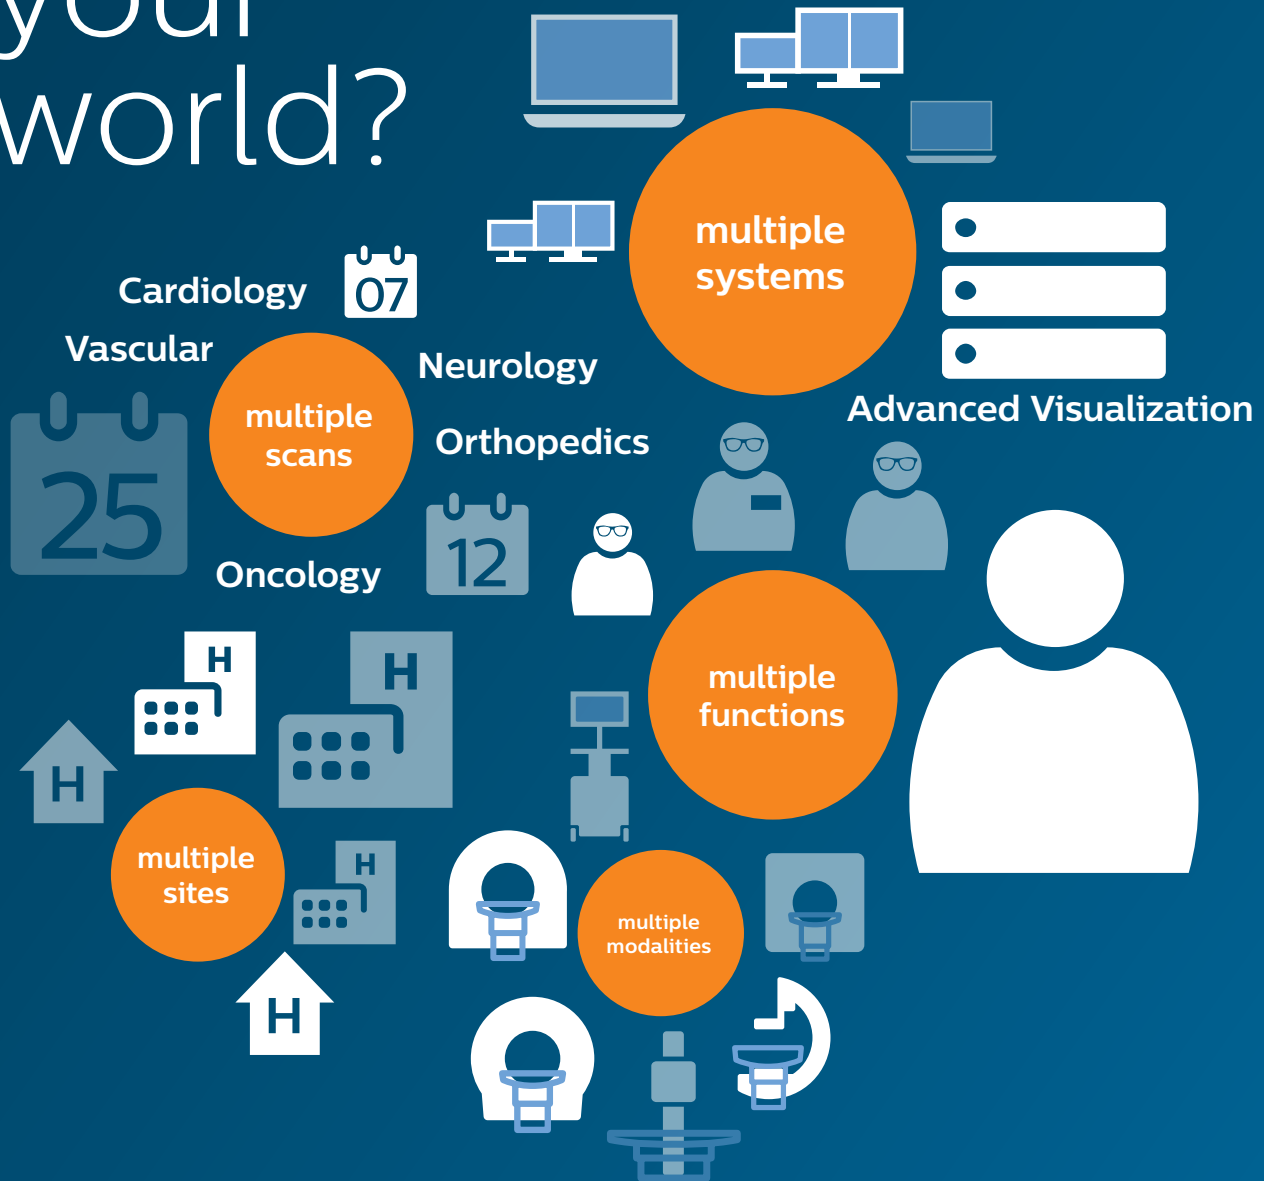 your
world?
multiple
systems
Cardiology
07
Vascular
Neurology
multiple
scans
Advanced Visualization
Orthopedics
25
12
Oncology
H
H
H
multiple
functions
multiple
sites
H
H
multiple
modalities